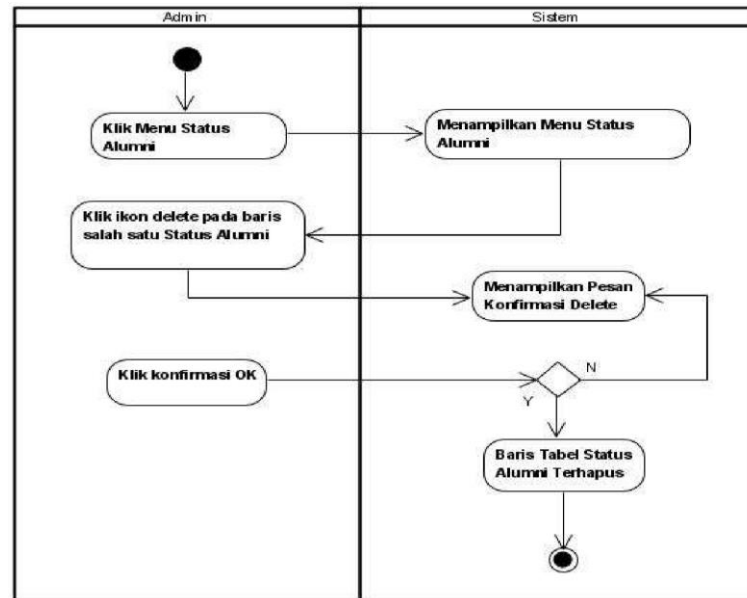 Admin
Sistem
Klik Menu Status
Alumni
Menampilkan Menu Status
Alumni
Klik ikon delete pada baris
salah satu Status Alumni
Menampilkan Pesan
Konfirmasi Delete
Klik konfirmasi OK
N
Y
Baris Tabel Status
Alumni Terhapus